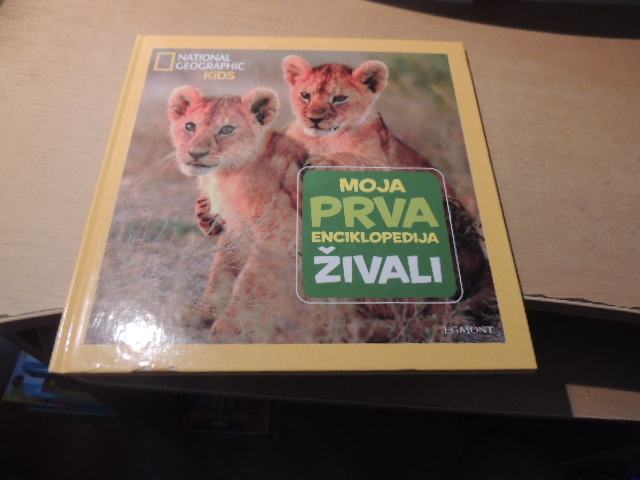 NATIONAL
GEOGRAPHIC
KiDS
MOJA
PRVA
ENCIKLOPEDIJA
ŽIVALI
EGMONT